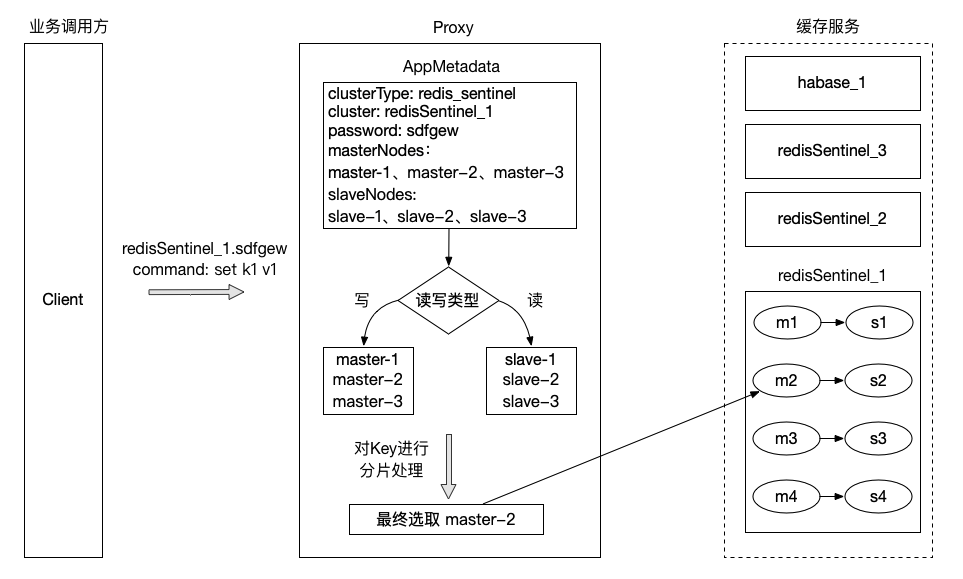 业务调用方
Client
redisSentinel_1.sdfgew
command: set k1 v1
Proxy
AppMetadata
clusterType: redis_sentinel
cluster: redisSentinel_1
password: sdfgew
masterNodes：
master-1、master-2、master-3
slaveNodes:
slave-1、slave-2、slave-3
读写类型
写
读
master-1
master-2
master-3
slave-1
slave-2
slave-3
对Key进行
分片处理
最终选取 master-2
缓存服务
habase_1
redisSentinel_3
redisSentinel_2
redisSentinel_1
m1
s1
m2
s2
m3
s3
m4
s4